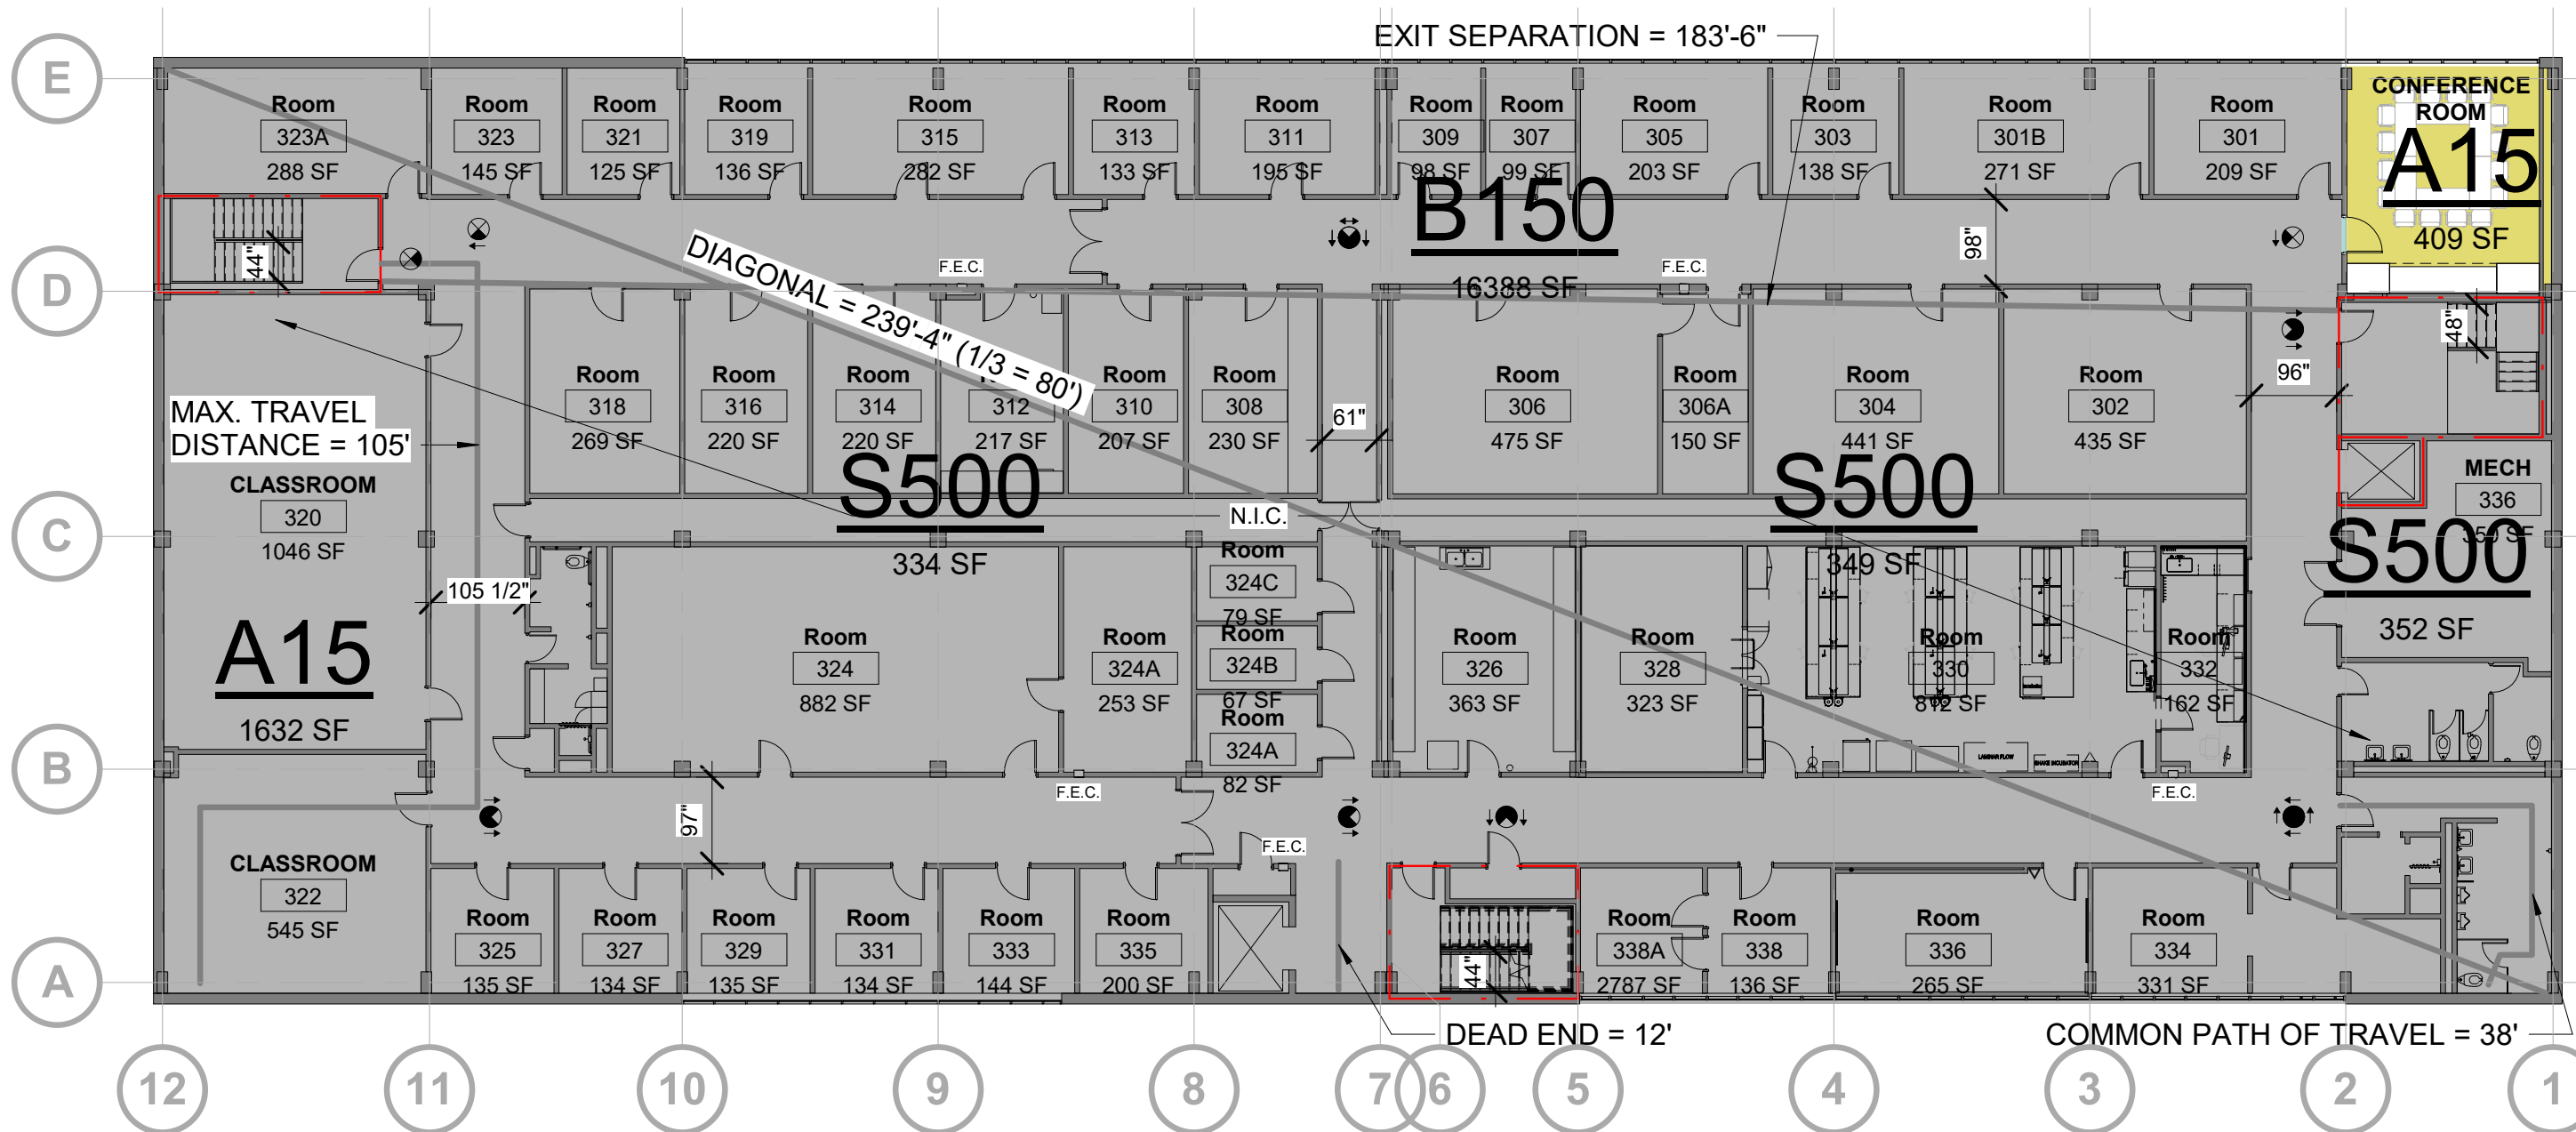 EXIT SEPARATION = 183'-6"
E
Room
323A
288 SF
Room
323
145 SF
Room
321
125 SF
Room
319
136 SF
Room
315
282 SF
Room
313
133 SF
Room
311
195 SF
Room
309
98 SF
Room
307
99 SF
Room
305
203 SF
Room
303
138 SF
Room
301B
271 SF
Room
301
209 SF
CONFERENCE
ROOM
A15
409 SF
B150
16388 SF
44"
98"
F.E.C.
F.E.C.
D
DIAGONAL = 239'-4" (1/3 = 80')
48"
96"
61"
MAX. TRAVEL
DISTANCE = 105'
CLASSROOM
320
1046 SF
Room
318
269 SF
Room
316
220 SF
Room
314
220 SF
312
217 SF
Room
310
207 SF
Room
308
230 SF
Room
306
475 SF
Room
306A
150 SF
Room
304
441 SF
Room
302
435 SF
MECH
336
S500
334 SF
S500
349 SF
S500
352 SF
N.I.C.
C
105 1/2"
A15
1632 SF
Room
324
882 SF
Room
324A
253 SF
Room
324C
79 SF
Room
324B
67 SF
Room
324A
82 SF
Room
326
363 SF
Room
328
323 SF
Room
330
812 SF
Room
332
162 SF
LAMINAR FLOW
SHAKE INCUBATOR
B
F.E.C.
F.E.C.
F.E.C.
97"
CLASSROOM
322
545 SF
Room
325
135 SF
Room
327
134 SF
Room
329
135 SF
Room
331
134 SF
Room
333
144 SF
Room
335
200 SF
44"
Room
338A
2787 SF
Room
338
136 SF
Room
336
265 SF
Room
334
331 SF
A
DEAD END = 12'
COMMON PATH OF TRAVEL = 38'
12
11
10
9
8
7
6
5
4
3
2
1